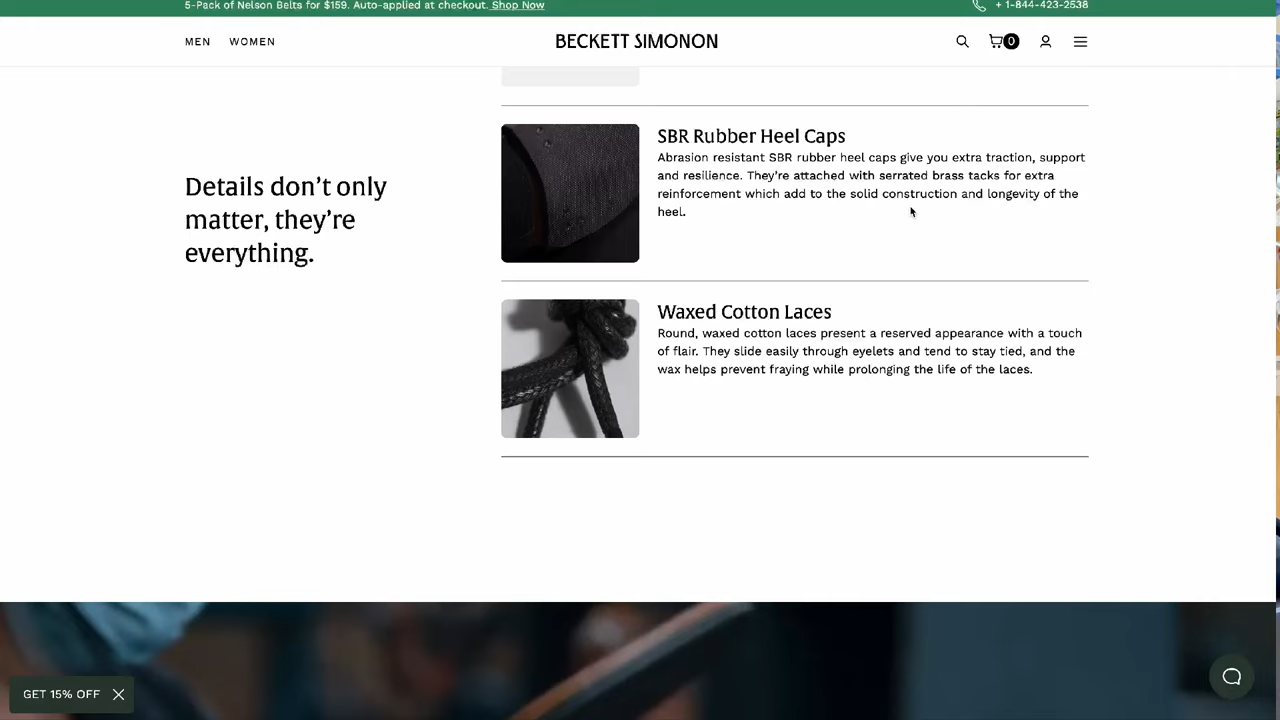 5-Pack of Nelson Belts for $159. Auto-applied at checkout. Shop Now
+ 1-844-423-2538
MEN WOMEN
BECKETT SIMONON
0
SBR Rubber Heel Caps
Abrasion resistant SBR rubber heel caps give you extra traction, support
and resilience. They're attached with serrated brass tacks for extra
reinforcement which add to the solid construction and longevity of the
heel.
Details don't only
matter, they're
everything.
Waxed Cotton Laces
Round, waxed cotton laces present a reserved appearance with a touch
of flair. They slide easily through eyelets and tend to stay tied, and the
wax helps prevent fraying while prolonging the life of the laces.
GET 15% OFF